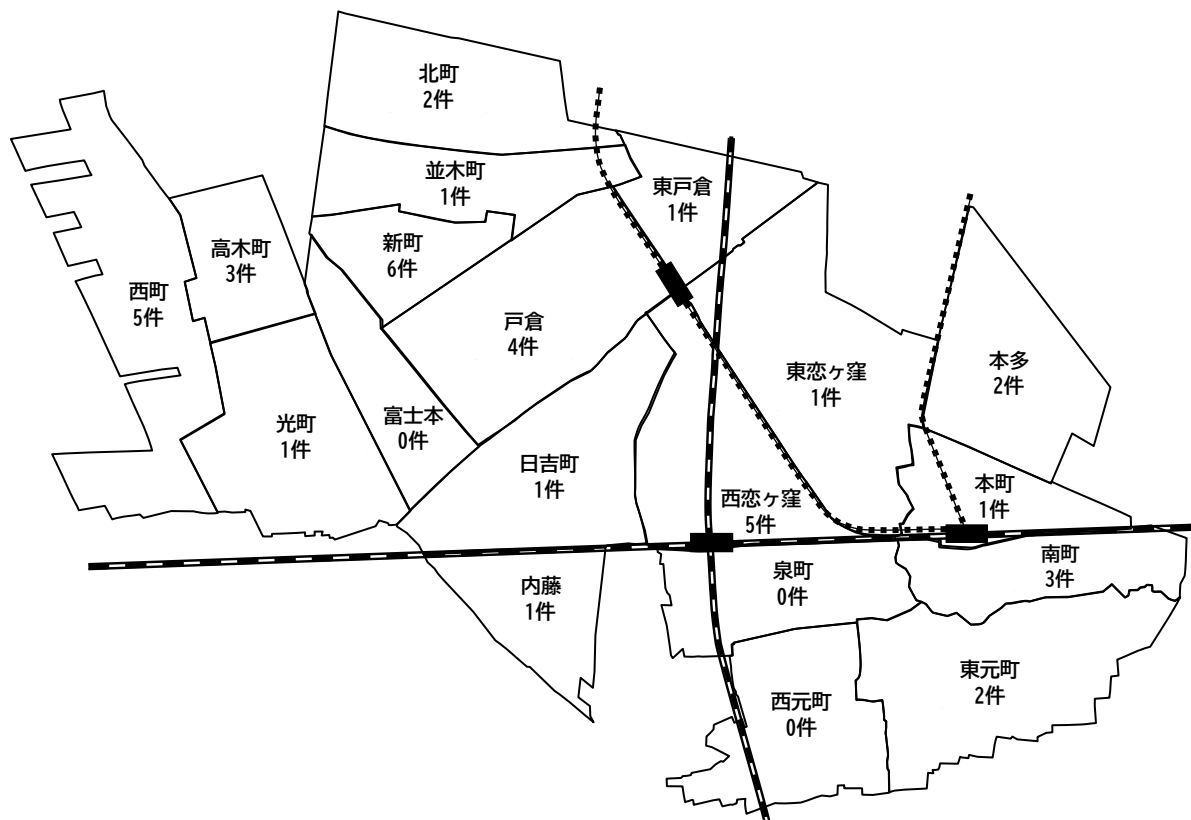 北町
2件
並木町
1件
東戸倉
1件
新町
6件
高木町
3件
西町
5件
戸倉
4件
東恋ヶ窪
1件
本多
2件
光町
1件
富士本
0件
日吉町
1件
西恋ヶ窪
5件
本町
1件
南町
3件
内藤
1件
泉町
0件
東元町
2件
西元町
0件